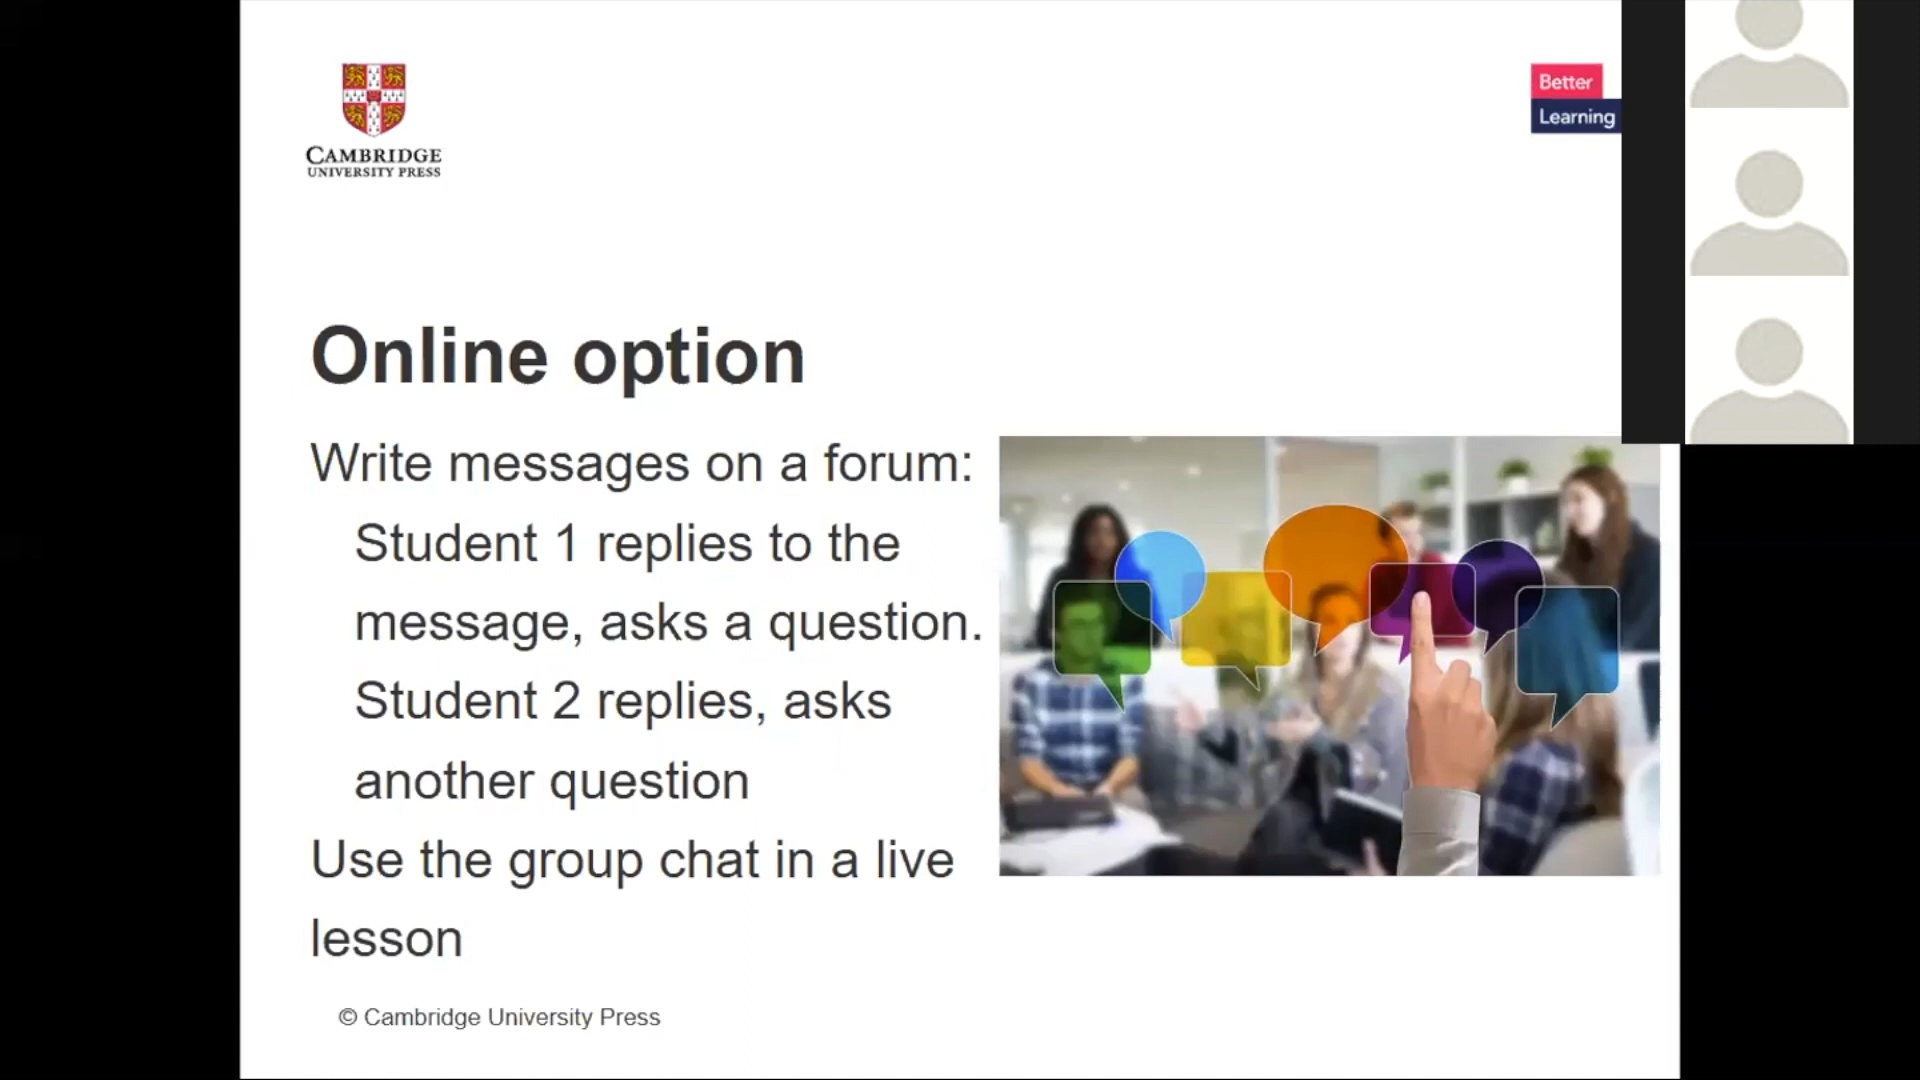 CAMBRIDGE
UNIVERSITY PRESS
Better
Learning
Online option
Write messages on a forum:
Student 1 replies to the
message, asks a question.
Student 2 replies, asks
another question
Use the group chat in a live
lesson
© Cambridge University Press